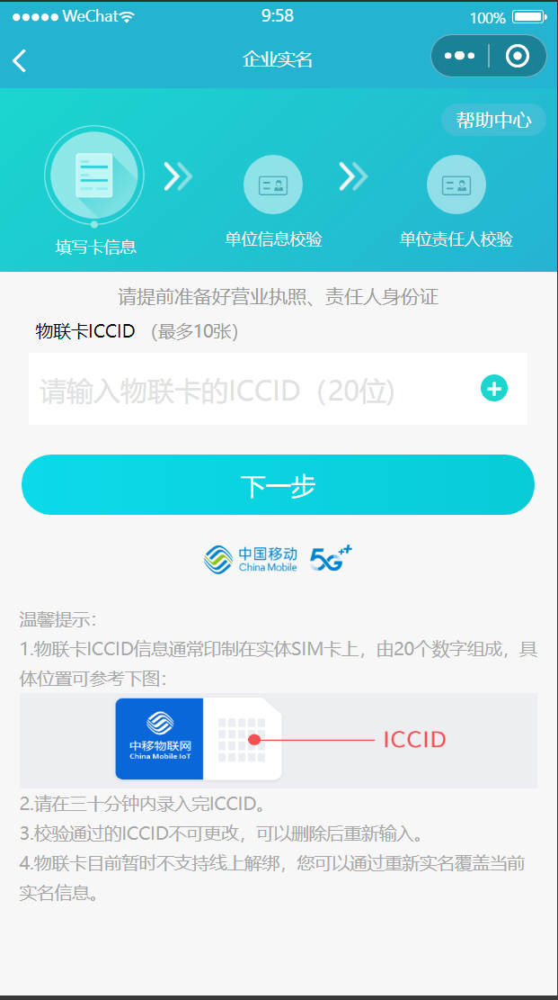 WeChat
9:58
100%
企业实名
帮助中心
填写卡信息
单位信息校验
单位责任人校验
请提前准备好营业执照、责任人身份证
物联卡ICCID （最多10张）
请输入物联卡的ICCID（20位)
下一步
中国移动
China Mobile
5G++
温馨提示：
1.物联卡ICCID信息通常印制在实体SIM卡上，由20个数字组成，具
体位置可参考下图：
中移物联网
China Mobile IoT
ICCID
2.请在三十分钟内录入完ICCID。
3.校验通过的ICCID不可更改，可以删除后重新输入。
4.物联卡目前暂时不支持线上解绑，您可以通过重新实名覆盖当前
实名信息。